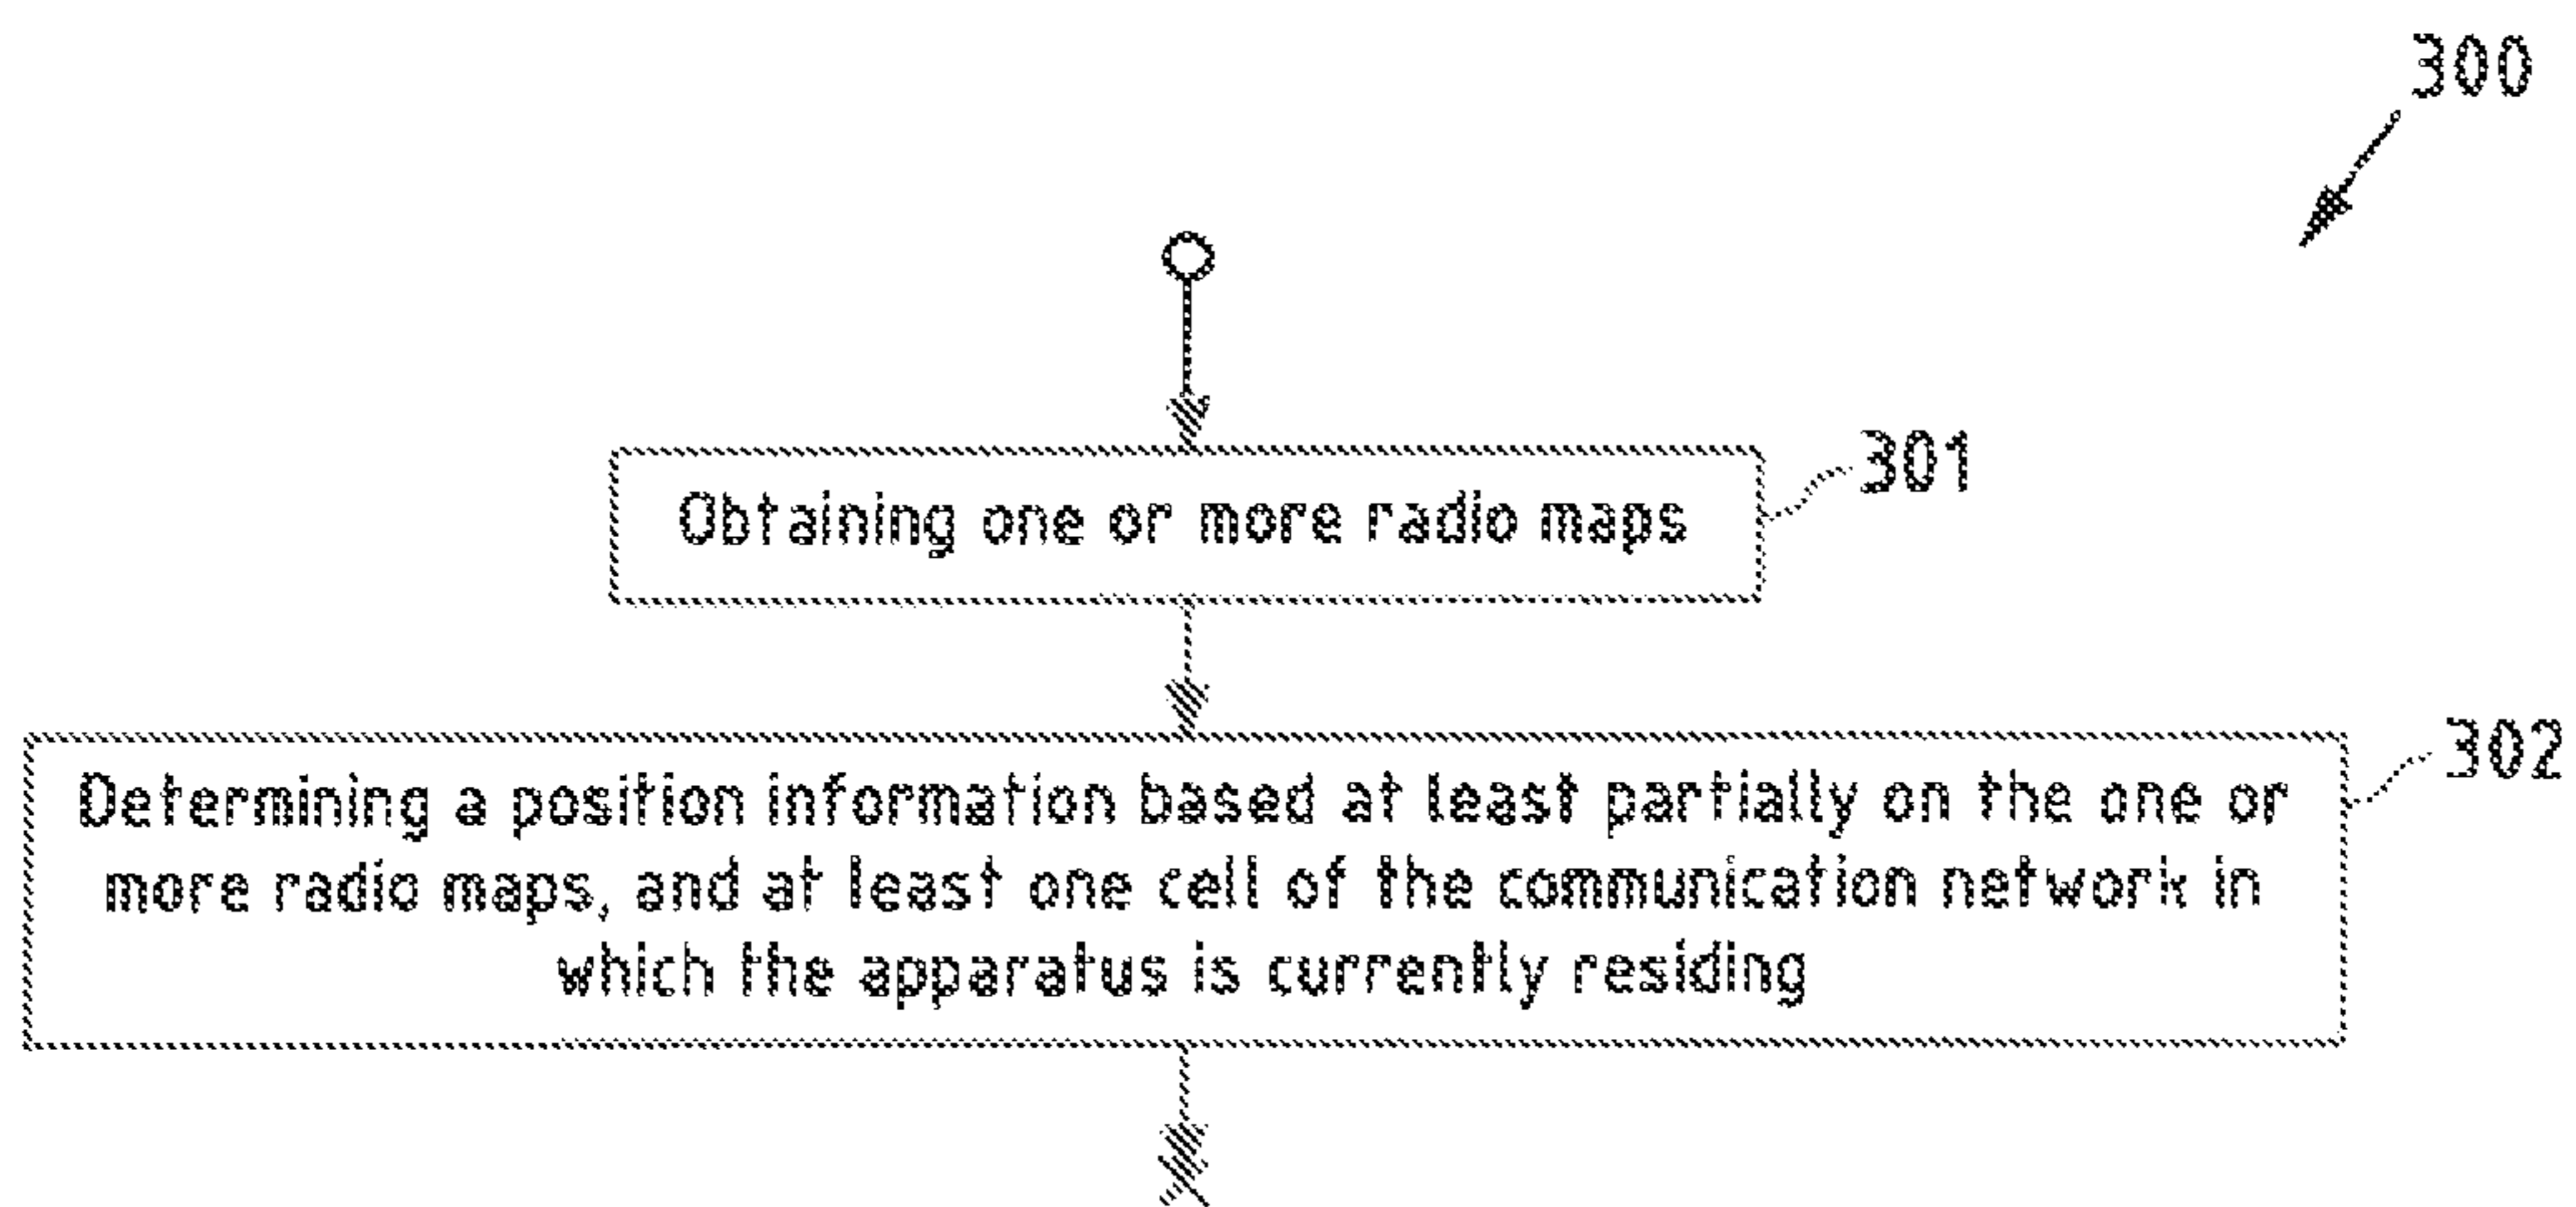 300
Obtaining one or more radio maps
301
Determining a position information based at least partially on the one or
more radio maps, and at least one cell of the communication network in
which the apparatus is currently residing
302